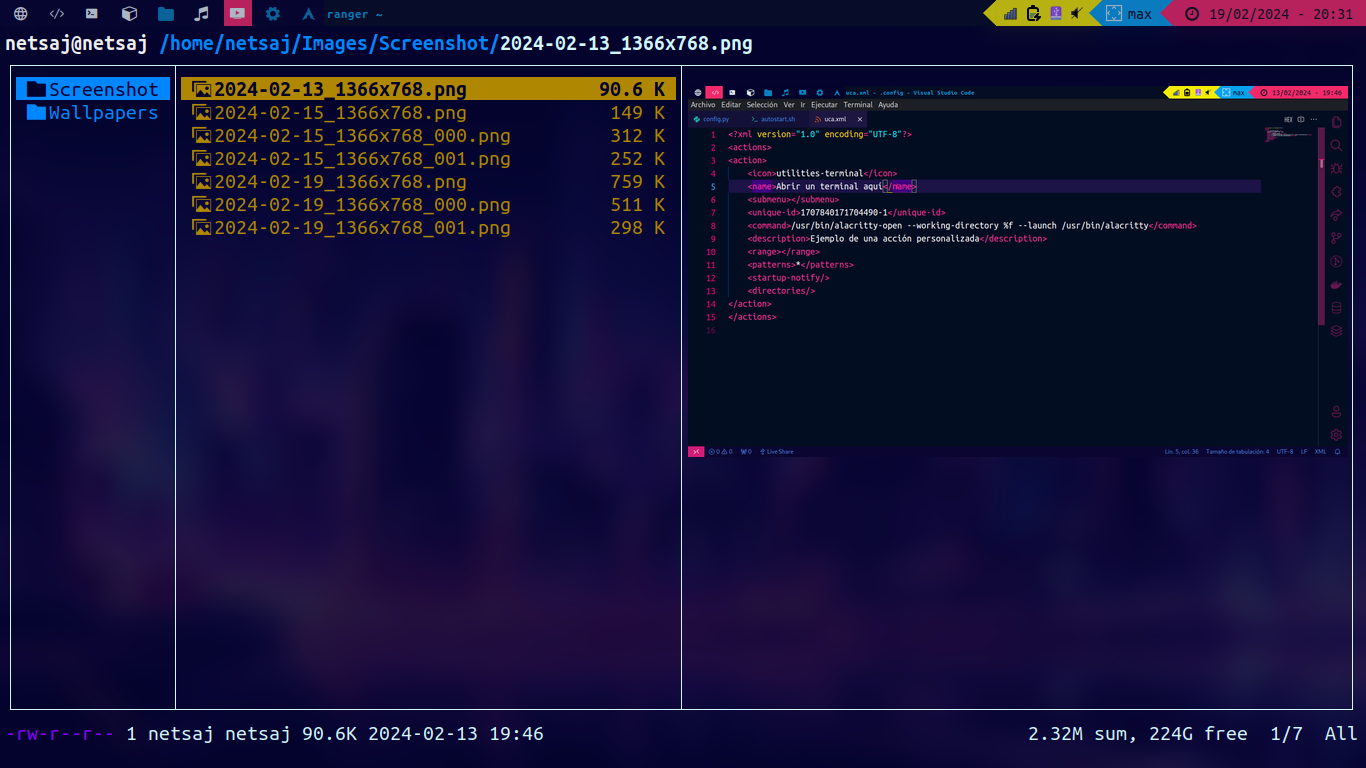 ranger ~
max
19/02/2024 - 20:31
netsaj@netsaj /home/netsaj/Images/Screenshot/2024-02-13_1366x768.png
Screenshot
Wallpapers
2024-02-13_1366x768.png 90.6 K
2024-02-15_1366x768.png 149 K
2024-02-15_1366x768_000.png 312 K
2024-02-15_1366x768_001.png 252 K
2024-02-19_1366x768.png 759 K
2024-02-19_1366x768_000.png 511 K
2024-02-19_1366x768_001.png 298 K
uca.xml - .config - Visual Studio Code
max
13/02/2024 - 19:46
Archivo Editar Selección Ver Ir Ejecutar Terminal Ayuda
config.py autostart.sh uca.xml
1 <?xml version="1.0" encoding="UTF-8"?>
2 <actions>
3 <action>
4 <icon>utilities-terminal</icon>
5 <name>Abrir un terminal aquí</name>
6 <submenu></submenu>
7 <unique-id>1707840171704490-1</unique-id>
8 <command>/usr/bin/alacritty-open --working-directory %f --launch /usr/bin/alacritty</command>
9 <description>Ejemplo de una acción personalizada</description>
10 <range></range>
11 <patterns>*</patterns>
12 <startup-notify/>
13 <directories/>
14 </action>
15 </actions>
16
0 0 0 Live Share
Lín. 5, col. 36 Tamaño de tabulación: 4 UTF-8 LF XML
-rw-r--r-- 1 netsaj netsaj 90.6K 2024-02-13 19:46
2.32M sum, 224G free 1/7 All